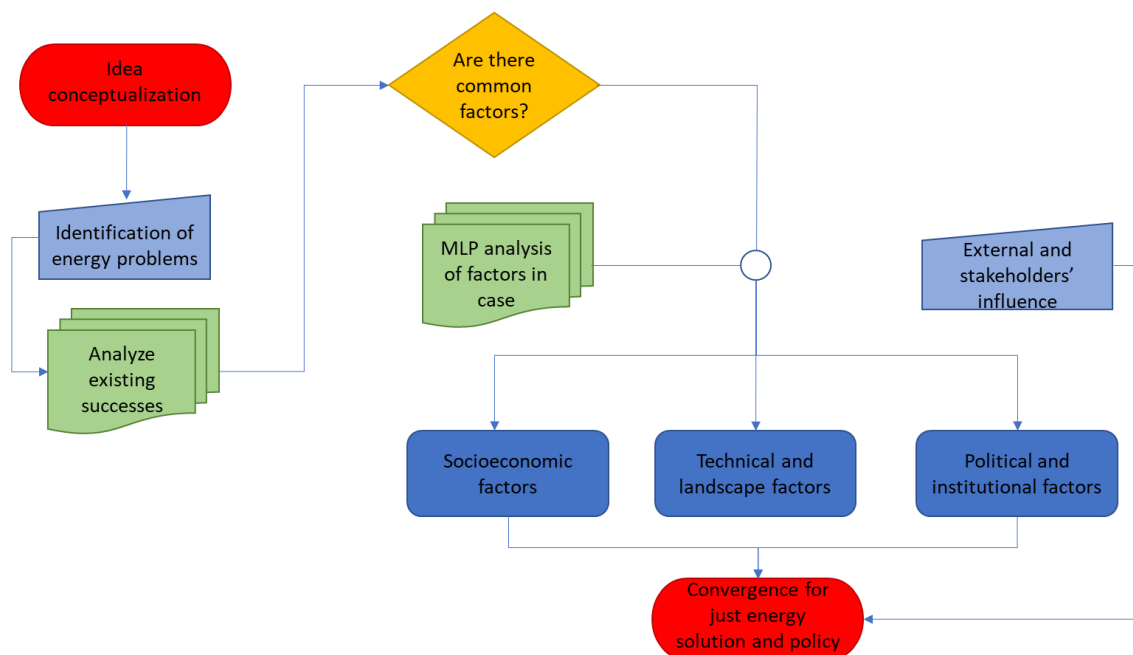 Idea
conceptualization
Identification of
energy problems
Analyze
existing
successes
Are there
common
factors?
MLP analysis
of factors in
case
External and
stakeholders’
influence
Socioeconomic
factors
Technical and
landscape factors
Political and
institutional factors
Convergence for
just energy
solution and policy